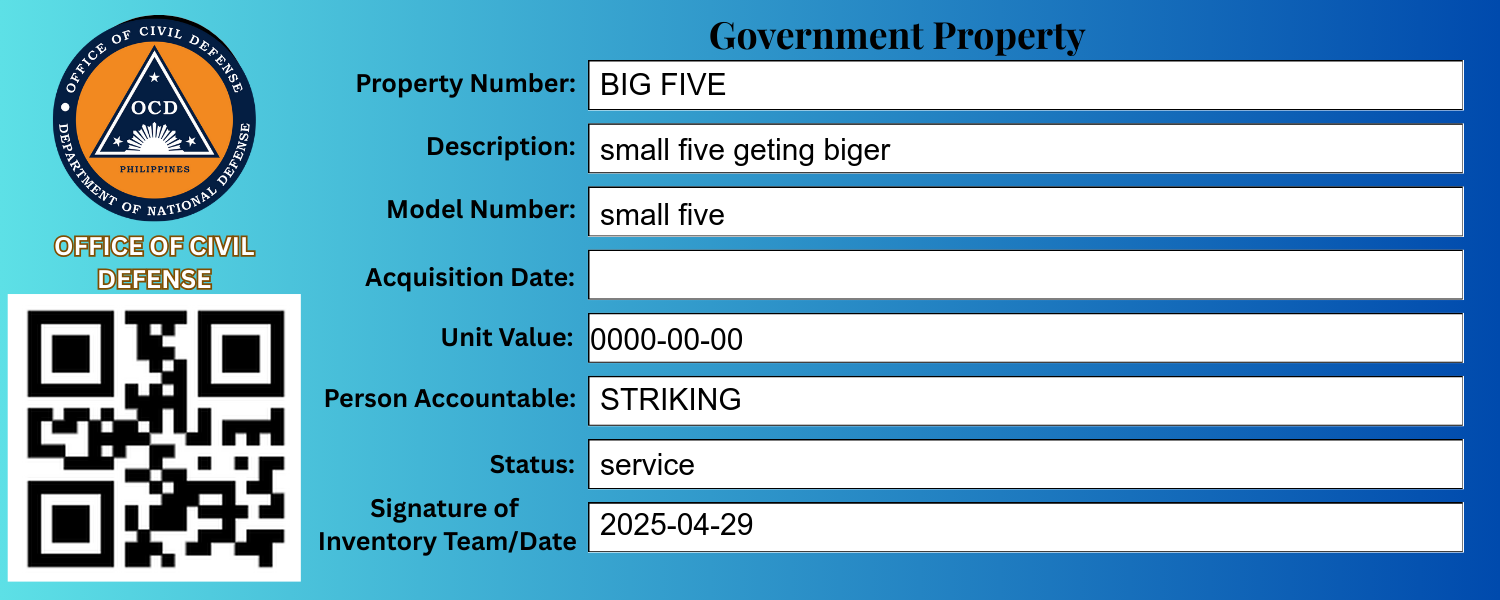 OFFICE OF CIVIL DEFENSE
OCD
PHILIPPINES
DEPARTMENT OF NATIONAL DEFENSE
OFFICE OF CIVIL
DEFENSE
Government Property
Property Number: BIG FIVE
Description: small five geting biger
Model Number: small five
Acquisition Date:
Unit Value: 0000-00-00
Person Accountable: STRIKING
Status: service
Signature of
Inventory Team/Date 2025-04-29